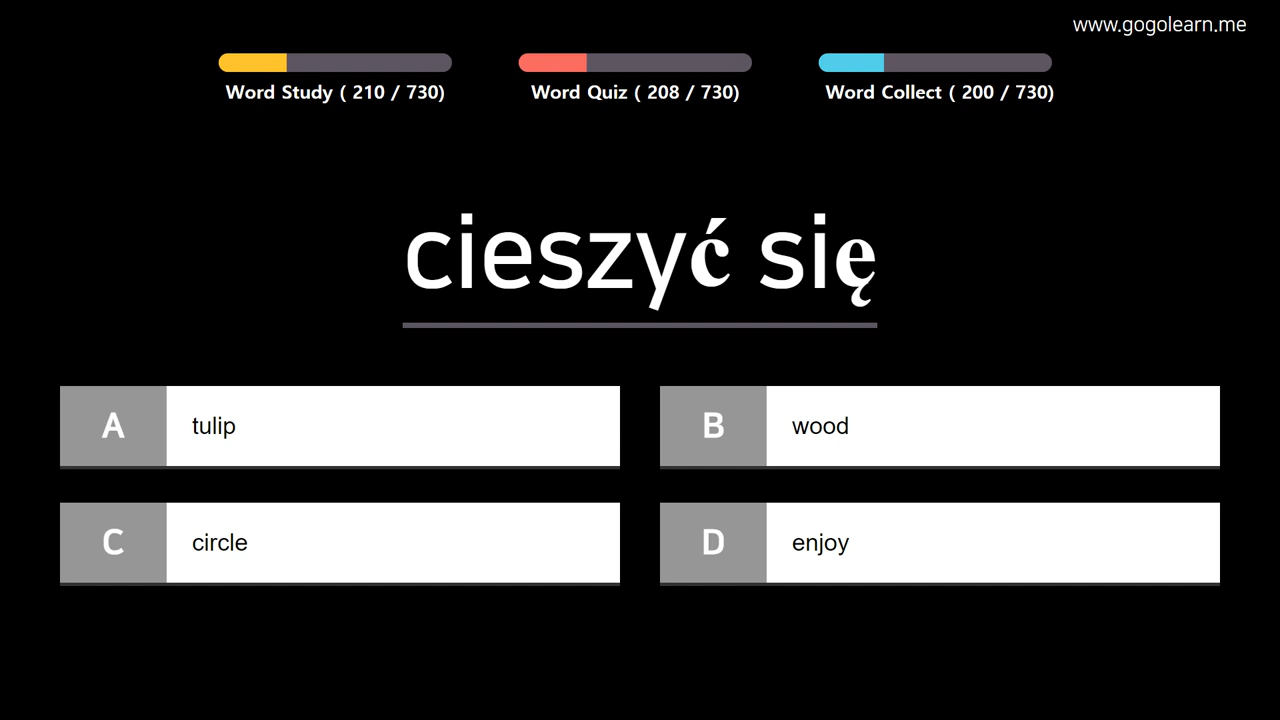 www.gogolearn.me
Word Study ( 210 / 730)
Word Quiz ( 208 / 730)
Word Collect ( 200 / 730)
cieszyć się
A tulip
B wood
C circle
D enjoy